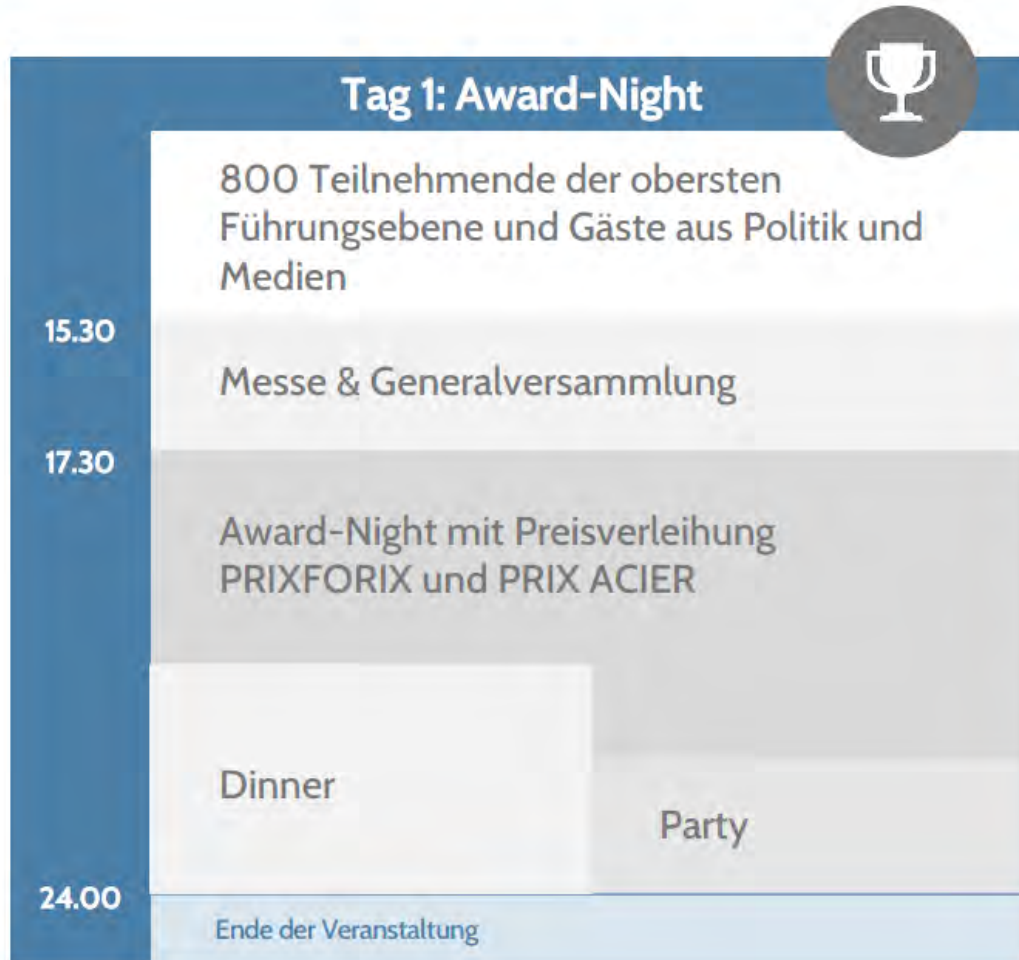 Tag 1: Award-Night
800 Teilnehmende der obersten
Führungsebene und Gäste aus Politik und
Medien
15.30
Messe & Generalversammlung
17.30
Award-Night mit Preisverleihung
PRIXFORIX und PRIX ACIER
Dinner
Party
24.00
Ende der Veranstaltung